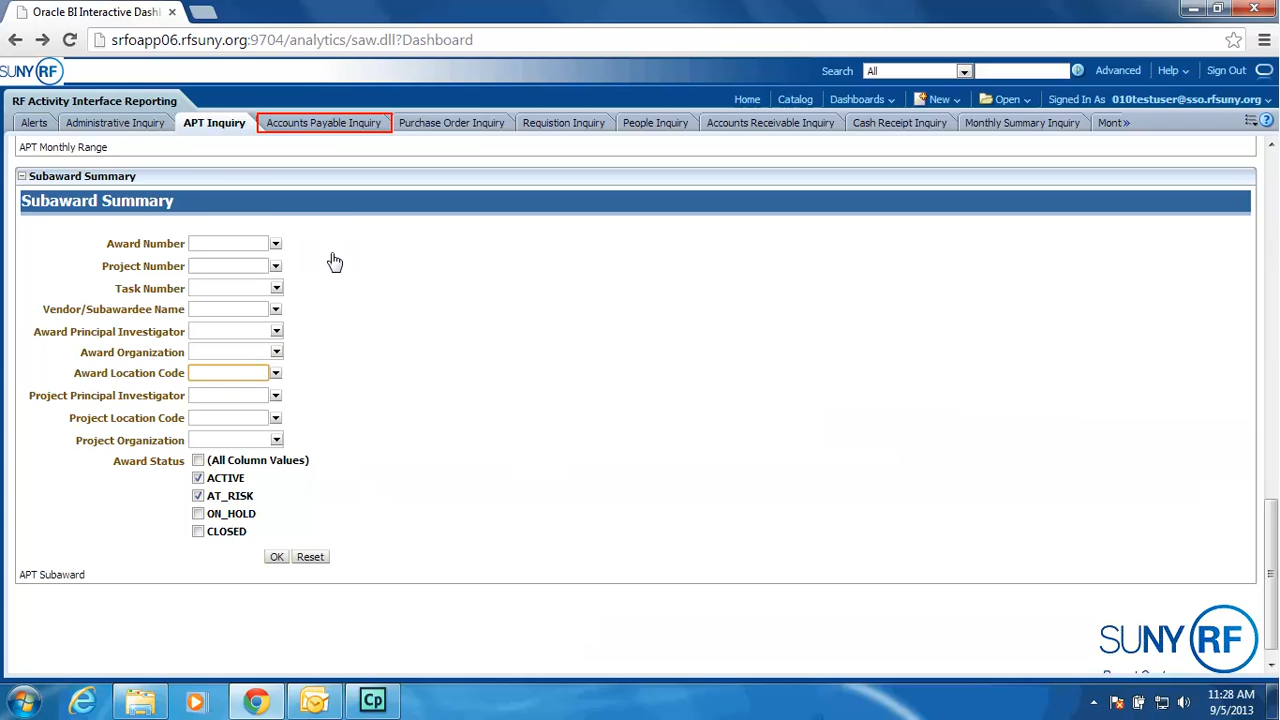 Oracle BI Interactive Dash
srfoapp06.rfsuny.org:9704/analytics/saw.dll?Dashboard
SUNY RF
Search All Advanced Help Sign Out
RF Activity Interface Reporting
Home Catalog Dashboards New Open Signed In As 010testuser@sso.rfsuny.org
Alerts Administrative Inquiry APT Inquiry Accounts Payable Inquiry Purchase Order Inquiry Requistion Inquiry People Inquiry Accounts Receivable Inquiry Cash Receipt Inquiry Monthly Summary Inquiry Mont»
APT Monthly Range
Subaward Summary
Subaward Summary
Award Number
Project Number
Task Number
Vendor/Subawardee Name
Award Principal Investigator
Award Organization
Award Location Code
Project Principal Investigator
Project Location Code
Project Organization
Award Status (All Column Values)
ACTIVE
AT_RISK
ON_HOLD
CLOSED
OK Reset
APT Subaward
SUNY RF
Cp
11:28 AM
9/5/2013